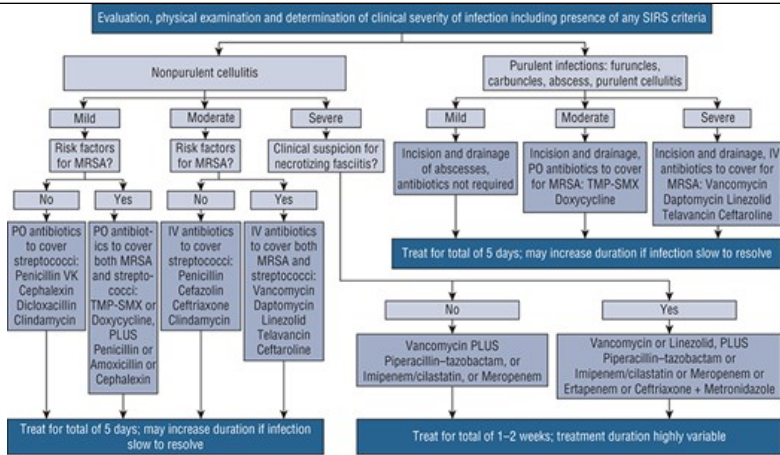 Evaluation, physical examination and determination of clinical severity of infection including presence of any SIRS criteria
Nonpurulent cellulitis
Purulent infections: furuncles,
carbuncles, abscess, purulent cellulitis
Mild
Moderate
Severe
Mild
Moderate
Severe
Risk factors
for MRSA?
Risk factors
for MRSA?
Clinical suspicion for
necrotizing fasciitis?
Incision and drainage
of abscesses,
antibiotics not required
Incision and drainage,
PO antibiotics to cover
for MRSA: TMP-SMX
Doxycycline
Incision and drainage, IV
antibiotics to cover for
MRSA: Vancomycin
Daptomycin Linezolid
Telavancin Ceftaroline
No
Yes
No
Yes
PO antibiotics
to cover
streptococci:
Penicillin VK
Cephalexin
Dicloxacillin
Clindamycin
PO antibiot-
ics to cover
both MRSA
and strepto-
cocci:
TMP-SMX or
Doxycycline,
PLUS
Penicillin or
Amoxicillin or
Cephalexin
IV antibiotics
to cover
streptococci:
Penicillin
Cefazolin
Ceftriaxone
Clindamycin
IV antibiotics to
cover both
MRSA and
streptococci:
Vancomycin
Daptomycin
Linezolid
Telavancin
Ceftaroline
Treat for total of 5 days; may increase duration if infection slow to resolve
No
Yes
Vancomycin PLUS
Piperacillin–tazobactam, or
Imipenem/cilastatin, or Meropenem
Vancomycin or Linezolid, PLUS
Piperacillin–tazobactam or
Imipenem/cilastatin or Meropenem or
Ertapenem or Ceftriaxone + Metronidazole
Treat for total of 5 days; may increase duration if infection
slow to resolve
Treat for total of 1–2 weeks; treatment duration highly variable